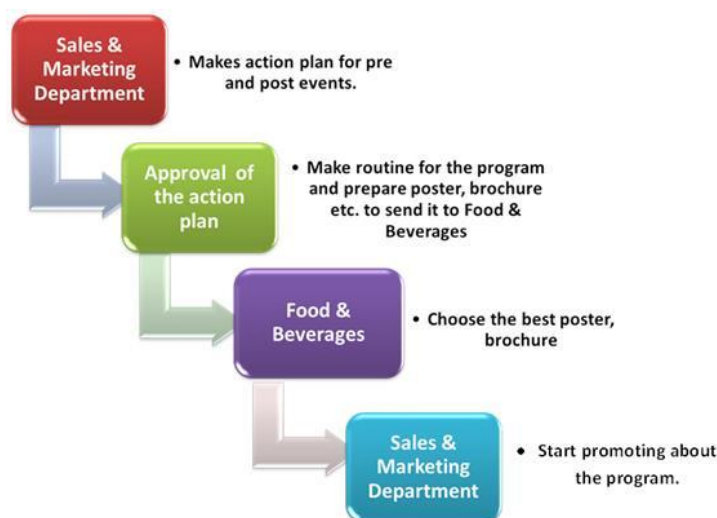 Sales &
Marketing
Department
• Makes action plan for pre
and post events.
Approval of
the action
plan
• Make routine for the program
and prepare poster, brochure
etc. to send it to Food &
Beverages
Food &
Beverages
• Choose the best poster,
brochure
Sales &
Marketing
Department
• Start promoting about
the program.